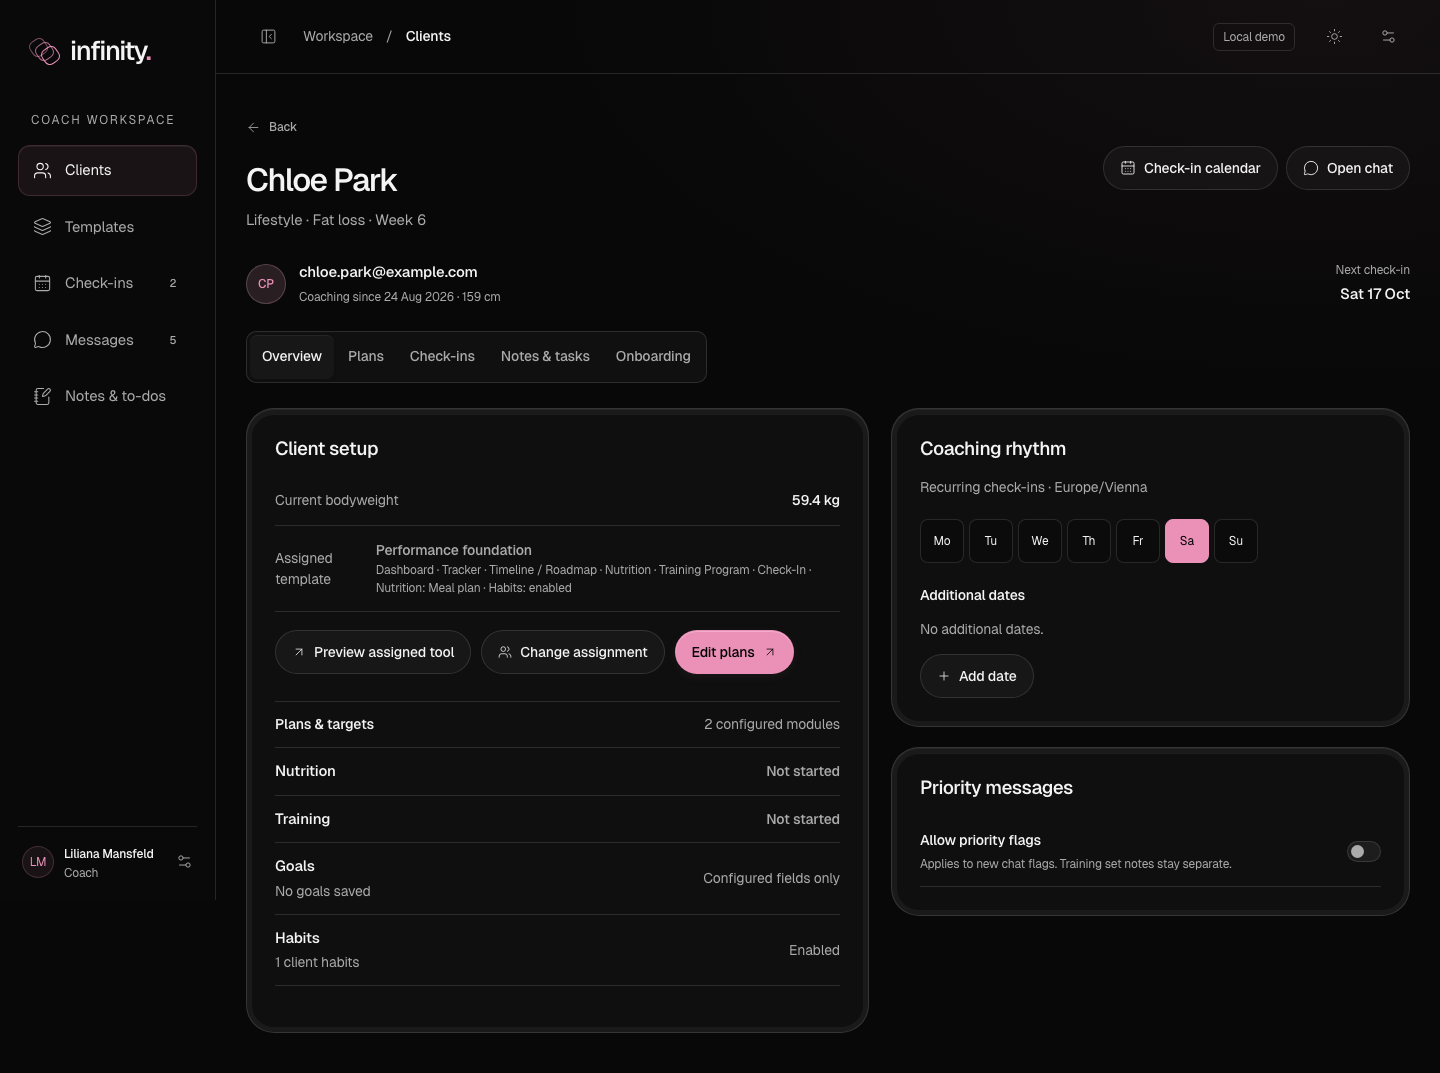 infinity.
Workspace / Clients
Local demo
COACH WORKSPACE
Clients
Templates
Check-ins 2
Messages 5
Notes & to-dos
LM
Liliana Mansfeld
Coach
Back
Chloe Park
Lifestyle · Fat loss · Week 6
Check-in calendar
Open chat
CP
chloe.park@example.com
Coaching since 24 Aug 2026 · 159 cm
Next check-in
Sat 17 Oct
Overview Plans Check-ins Notes & tasks Onboarding
Client setup
Current bodyweight 59.4 kg
Assigned template
Performance foundation
Dashboard · Tracker · Timeline / Roadmap · Nutrition · Training Program · Check-In ·
Nutrition: Meal plan · Habits: enabled
Preview assigned tool
Change assignment
Edit plans
Plans & targets 2 configured modules
Nutrition Not started
Training Not started
Goals
No goals saved
Configured fields only
Habits
1 client habits
Enabled
Coaching rhythm
Recurring check-ins · Europe/Vienna
Mo Tu We Th Fr Sa Su
Additional dates
No additional dates.
Add date
Priority messages
Allow priority flags
Applies to new chat flags. Training set notes stay separate.